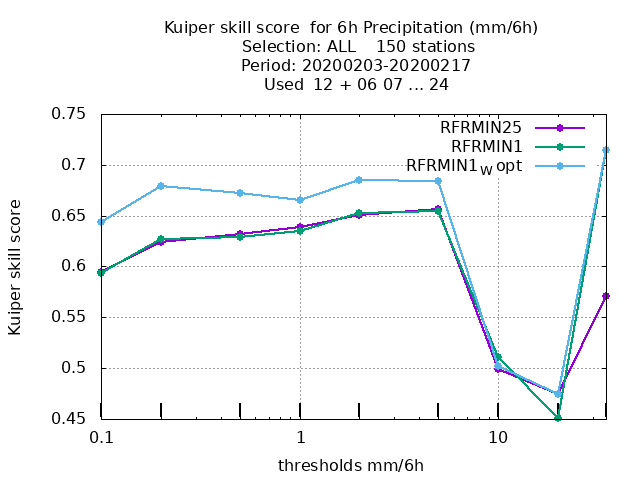 Kuiper skill score  for 6h Precipitation (mm/6h)
Selection: ALL    150 stations
Period: 20200203-20200217
Used  12 + 06 07 ... 24
RFRMIN25
RFRMIN1
RFRMIN1w opt
Kuiper skill score
0.75
0.7
0.65
0.6
0.55
0.5
0.45
0.1 1 10
thresholds mm/6h